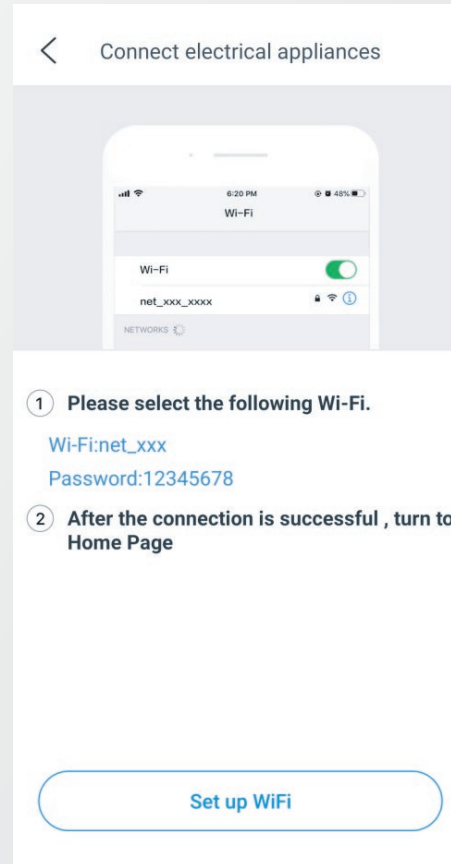 Connect electrical appliances
6:20 PM
48%
Wi-Fi
Wi-Fi
net_xxx_xxxx
NETWORKS
1 Please select the following Wi-Fi.
Wi-Fi:net_xxx
Password:12345678
2 After the connection is successful , turn to
Home Page
Set up WiFi